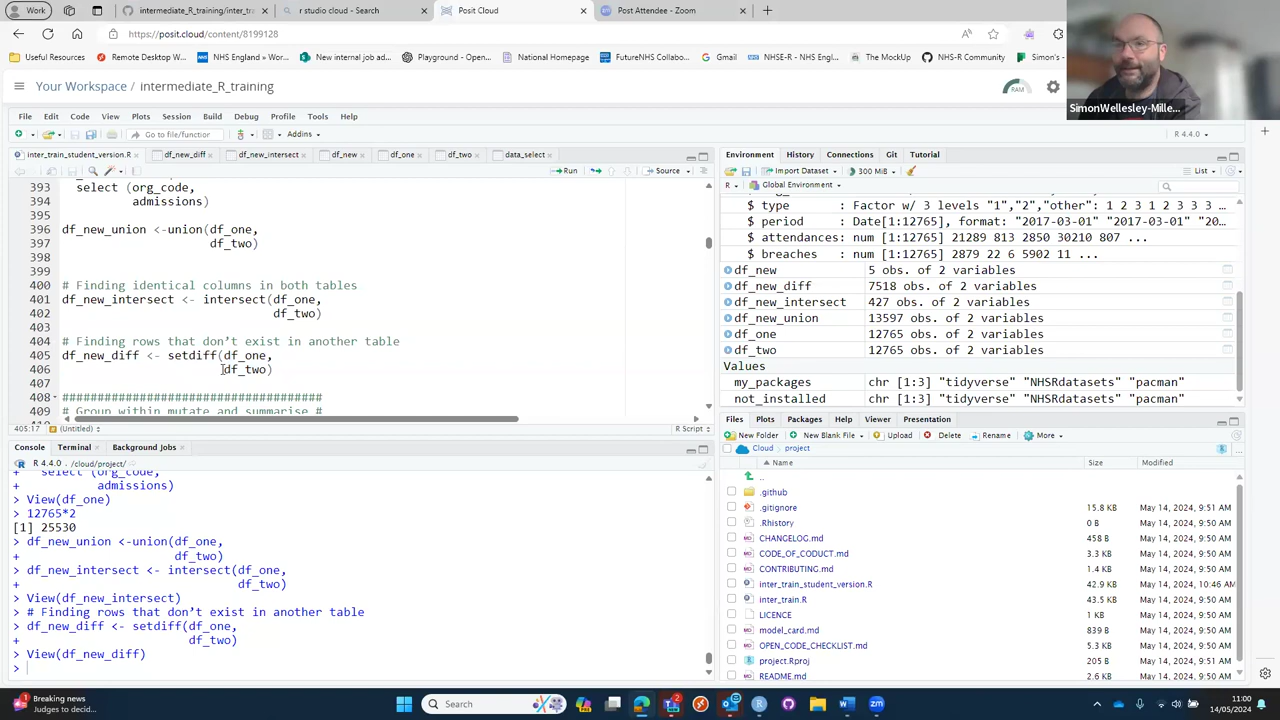 Work
intermediate_R_training/inter_tr
r studio cloud - Search
Posit Cloud
Post Attendee - Zoom
https://posit.cloud/content/8199128
Useful Resources
Remote Desktop W...
NHS England » Wor...
New internal job ad...
Playground - Open...
National Homepage
FutureNHS Collabo...
Gmail
NHSE-R - NHS Engl...
The MockUp
NHS-R Community
Simon's
SimonWellesley-Mille...
Your Workspace / intermediate_R_training
RAM
File Edit Code View Plots Session Build Debug Profile Tools Help
Go to file/function
Addins
R 4.4.0
inter_train_student_version.R
df_new_diff
df_new_intersect
df_new
df_one
df_two
data_select
Run
Source
393 select (org_code,
394 admissions)
395
396 df_new_union <-union(df_one,
397 df_two)
398
399
400 # Finding identical columns in both tables
401 df_new_intersect <- intersect(df_one,
402 df_two)
403
404 # Finding rows that don’t exist in another table
405 df_new_diff <- setdiff(df_one,
406 df_two)
407
408 #####################################
409 # Group within mutate and summarise #
405:17 (Untitled) R Script
Console Terminal Background Jobs
R 4.4.0 . /cloud/project/
+ select (org_code,
+ admissions)
> View(df_one)
> 12765*2
[1] 25530
> df_new_union <-union(df_one,
+ df_two)
> df_new_intersect <- intersect(df_one,
+ df_two)
> View(df_new_intersect)
> # Finding rows that don’t exist in another table
> df_new_diff <- setdiff(df_one,
+ df_two)
> View(df_new_diff)
>
Environment History Connections Git Tutorial
Import Dataset 300 MiB List
R Global Environment
$ type : Factor w/ 3 levels "1","2","other": 1 2 3 1 2 3 3 3 ...
$ period : Date[1:12765], format: "2017-03-01" "2017-03-01" "20...
$ attendances: num [1:12765] 21289 813 2850 30210 807 ...
$ breaches : num [1:12765] 2879 22 6 5902 11 ...
df_new 5 obs. of 2 variables
df_new_diff 7518 obs. of 2 variables
df_new_intersect 427 obs. of 2 variables
df_new_union 13597 obs. of 2 variables
df_one 12765 obs. of 2 variables
df_two 12765 obs. of 2 variables
Values
my_packages chr [1:3] "tidyverse" "NHSRdatasets" "pacman"
not_installed chr [1:3] "tidyverse" "NHSRdatasets" "pacman"
Files Plots Packages Help Viewer Presentation
New Folder New Blank File Upload Delete Rename More
Cloud project
Name Size Modified
..
.github
.gitignore 15.8 KB May 14, 2024, 9:51 AM
.Rhistory 0 B May 14, 2024, 9:50 AM
CHANGELOG.md 458 B May 14, 2024, 9:50 AM
CODE_OF_CODUCT.md 3.3 KB May 14, 2024, 9:50 AM
CONTRIBUTING.md 1.4 KB May 14, 2024, 9:50 AM
inter_train_student_version.R 42.9 KB May 14, 2024, 10:46 AM
inter_train.R 43.5 KB May 14, 2024, 9:50 AM
LICENCE 1 KB May 14, 2024, 9:50 AM
model_card.md 839 B May 14, 2024, 9:50 AM
OPEN_CODE_CHECKLIST.md 5.3 KB May 14, 2024, 9:50 AM
project.Rproj 205 B May 14, 2024, 9:50 AM
README.md 2.6 KB May 14, 2024, 9:50 AM
Breaking news
Judges to decid...
Search
11:00
14/05/2024